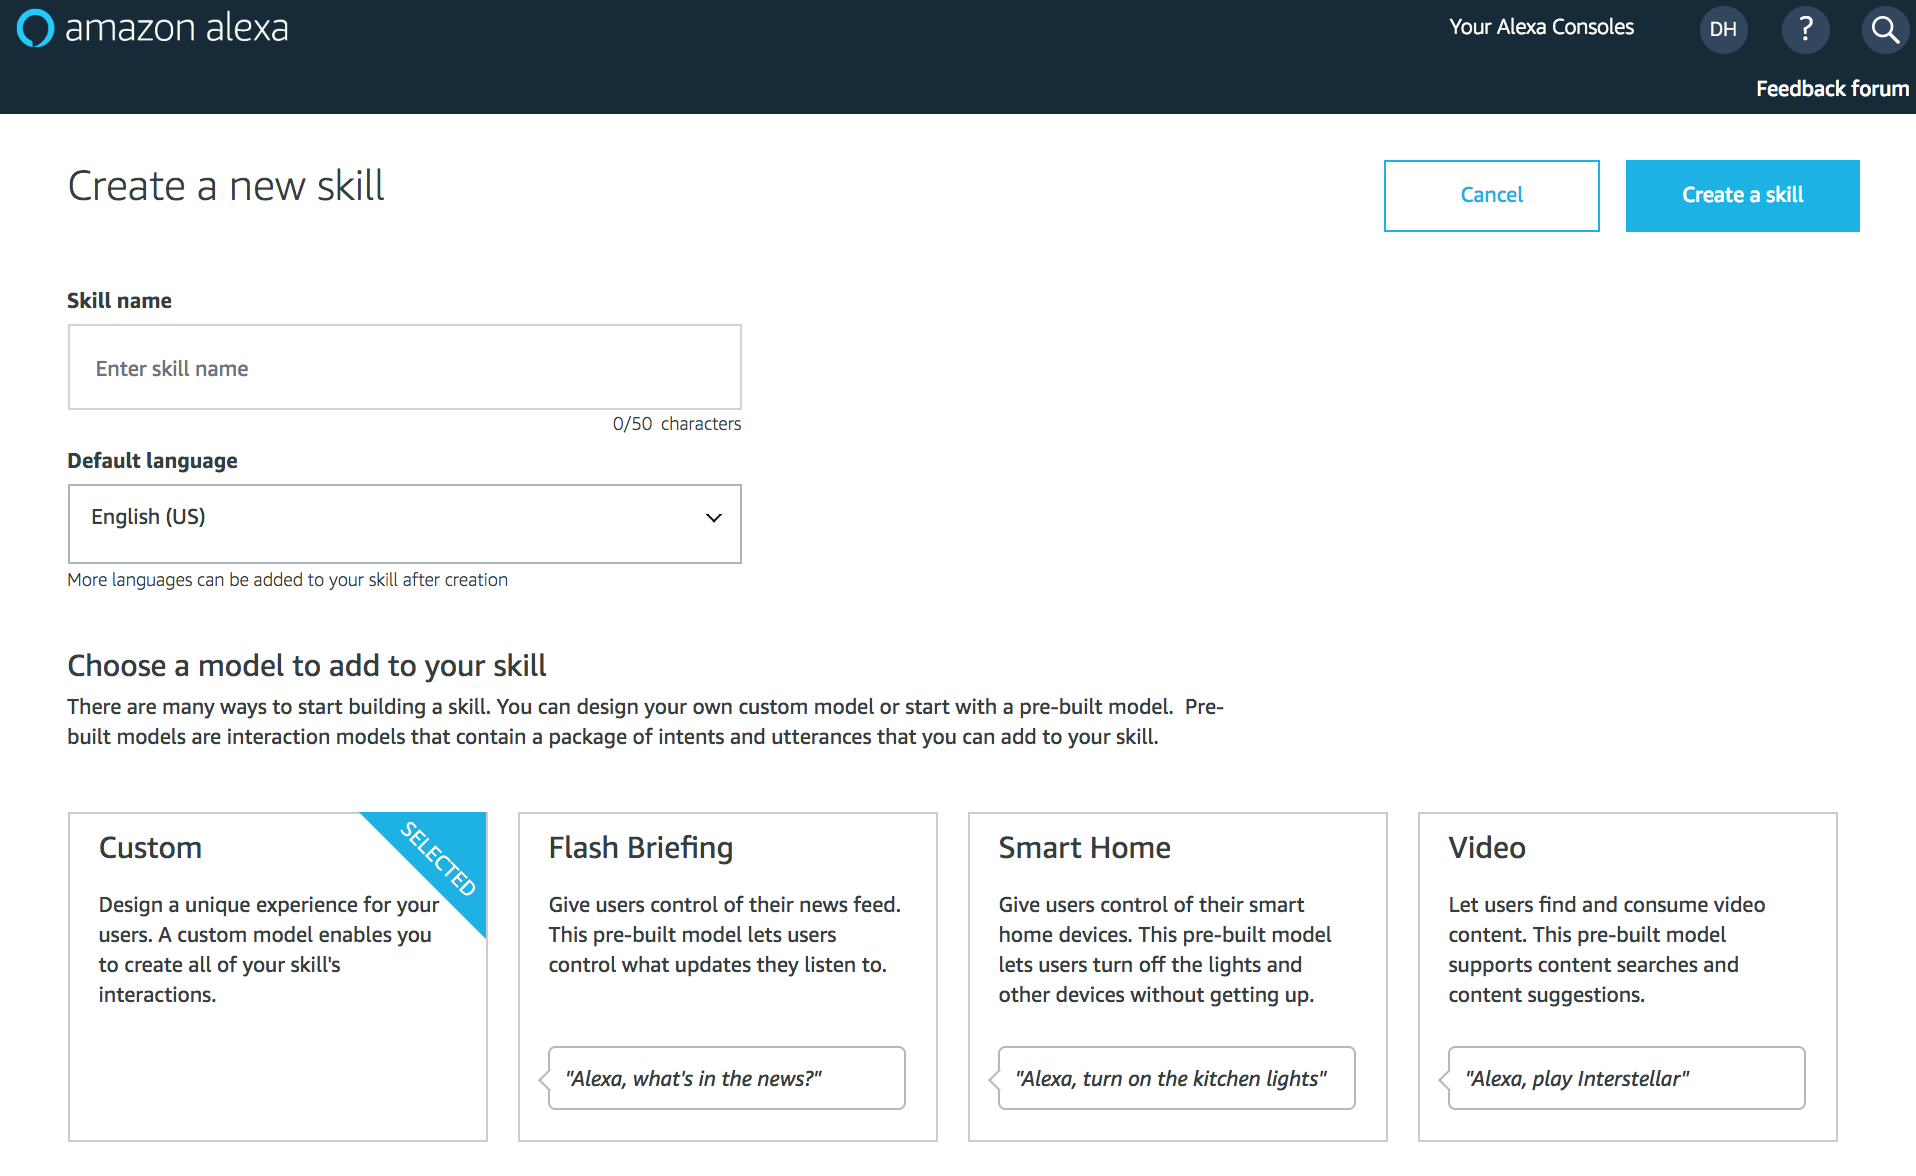 amazon alexa
Your Alexa Consoles
DH
?
Feedback forum
Create a new skill
Cancel
Create a skill
Skill name
Enter skill name
0/50 characters
Default language
English (US)
More languages can be added to your skill after creation
Choose a model to add to your skill
There are many ways to start building a skill. You can design your own custom model or start with a pre-built model. Pre-
built models are interaction models that contain a package of intents and utterances that you can add to your skill.
Custom
SELECTED
Design a unique experience for your
users. A custom model enables you
to create all of your skill's
interactions.
Flash Briefing
Give users control of their news feed.
This pre-built model lets users
control what updates they listen to.
"Alexa, what's in the news?"
Smart Home
Give users control of their smart
home devices. This pre-built model
lets users turn off the lights and
other devices without getting up.
"Alexa, turn on the kitchen lights"
Video
Let users find and consume video
content. This pre-built model
supports content searches and
content suggestions.
"Alexa, play Interstellar"